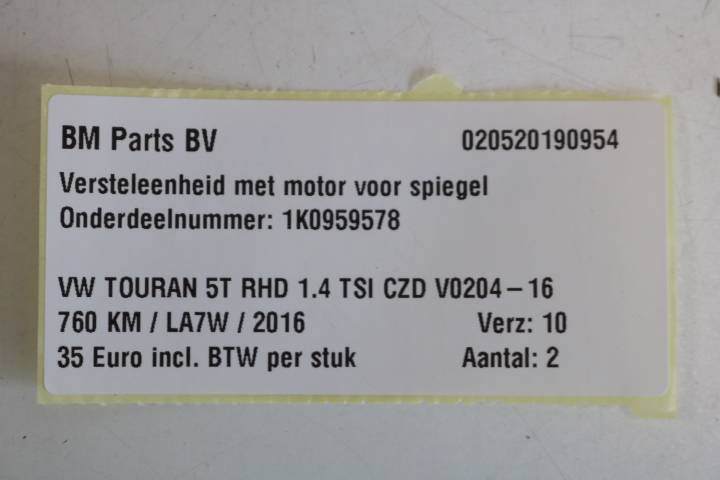 BM Parts BV 020520190954
Versteleenheid met motor voor spiegel
Onderdeelnummer: 1K0959578
VW TOURAN 5T RHD 1.4 TSI CZD V0204-16
760 KM / LA7W / 2016 Verz: 10
35 Euro incl. BTW per stuk Aantal: 2